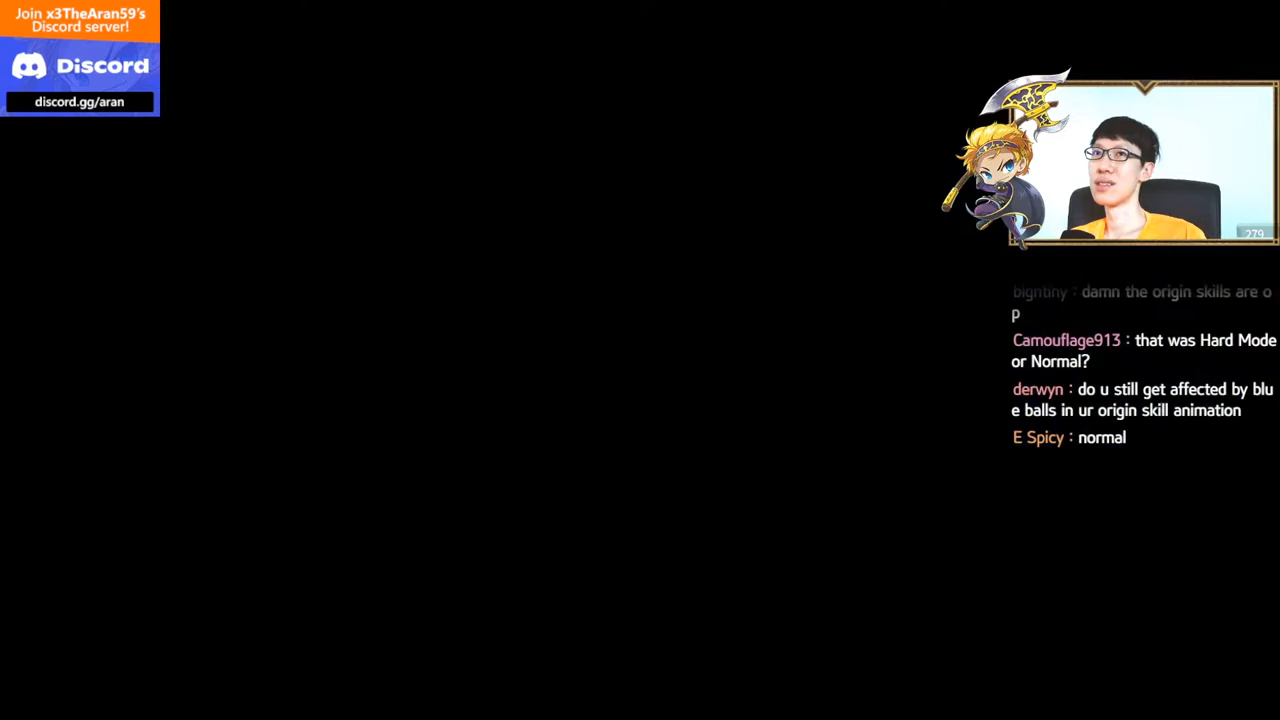 Join x3TheAran59's
Discord server!
Discord
discord.gg/aran
279
bigntiny : damn the origin skills are o
p
Camouflage913 : that was Hard Mode
or Normal?
derwyn : do u still get affected by blu
e balls in ur origin skill animation
E Spicy : normal